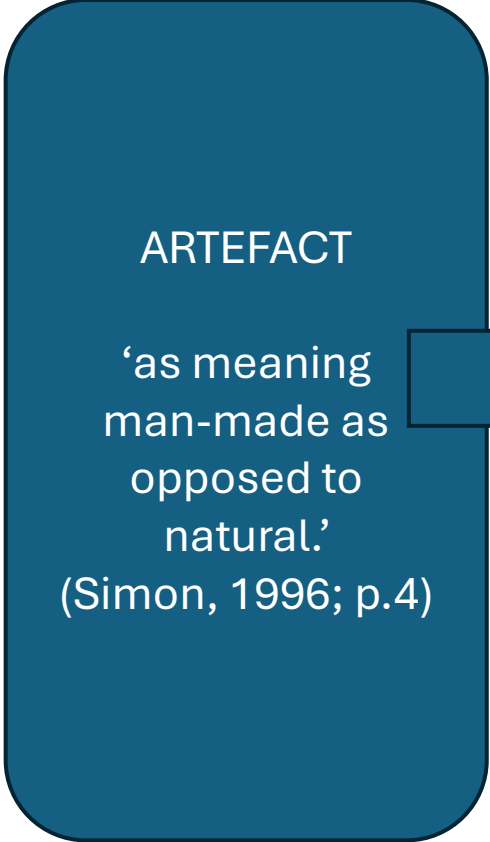 ARTEFACT
‘as meaning
man-made as
opposed to
natural.’
(Simon, 1996; p.4)